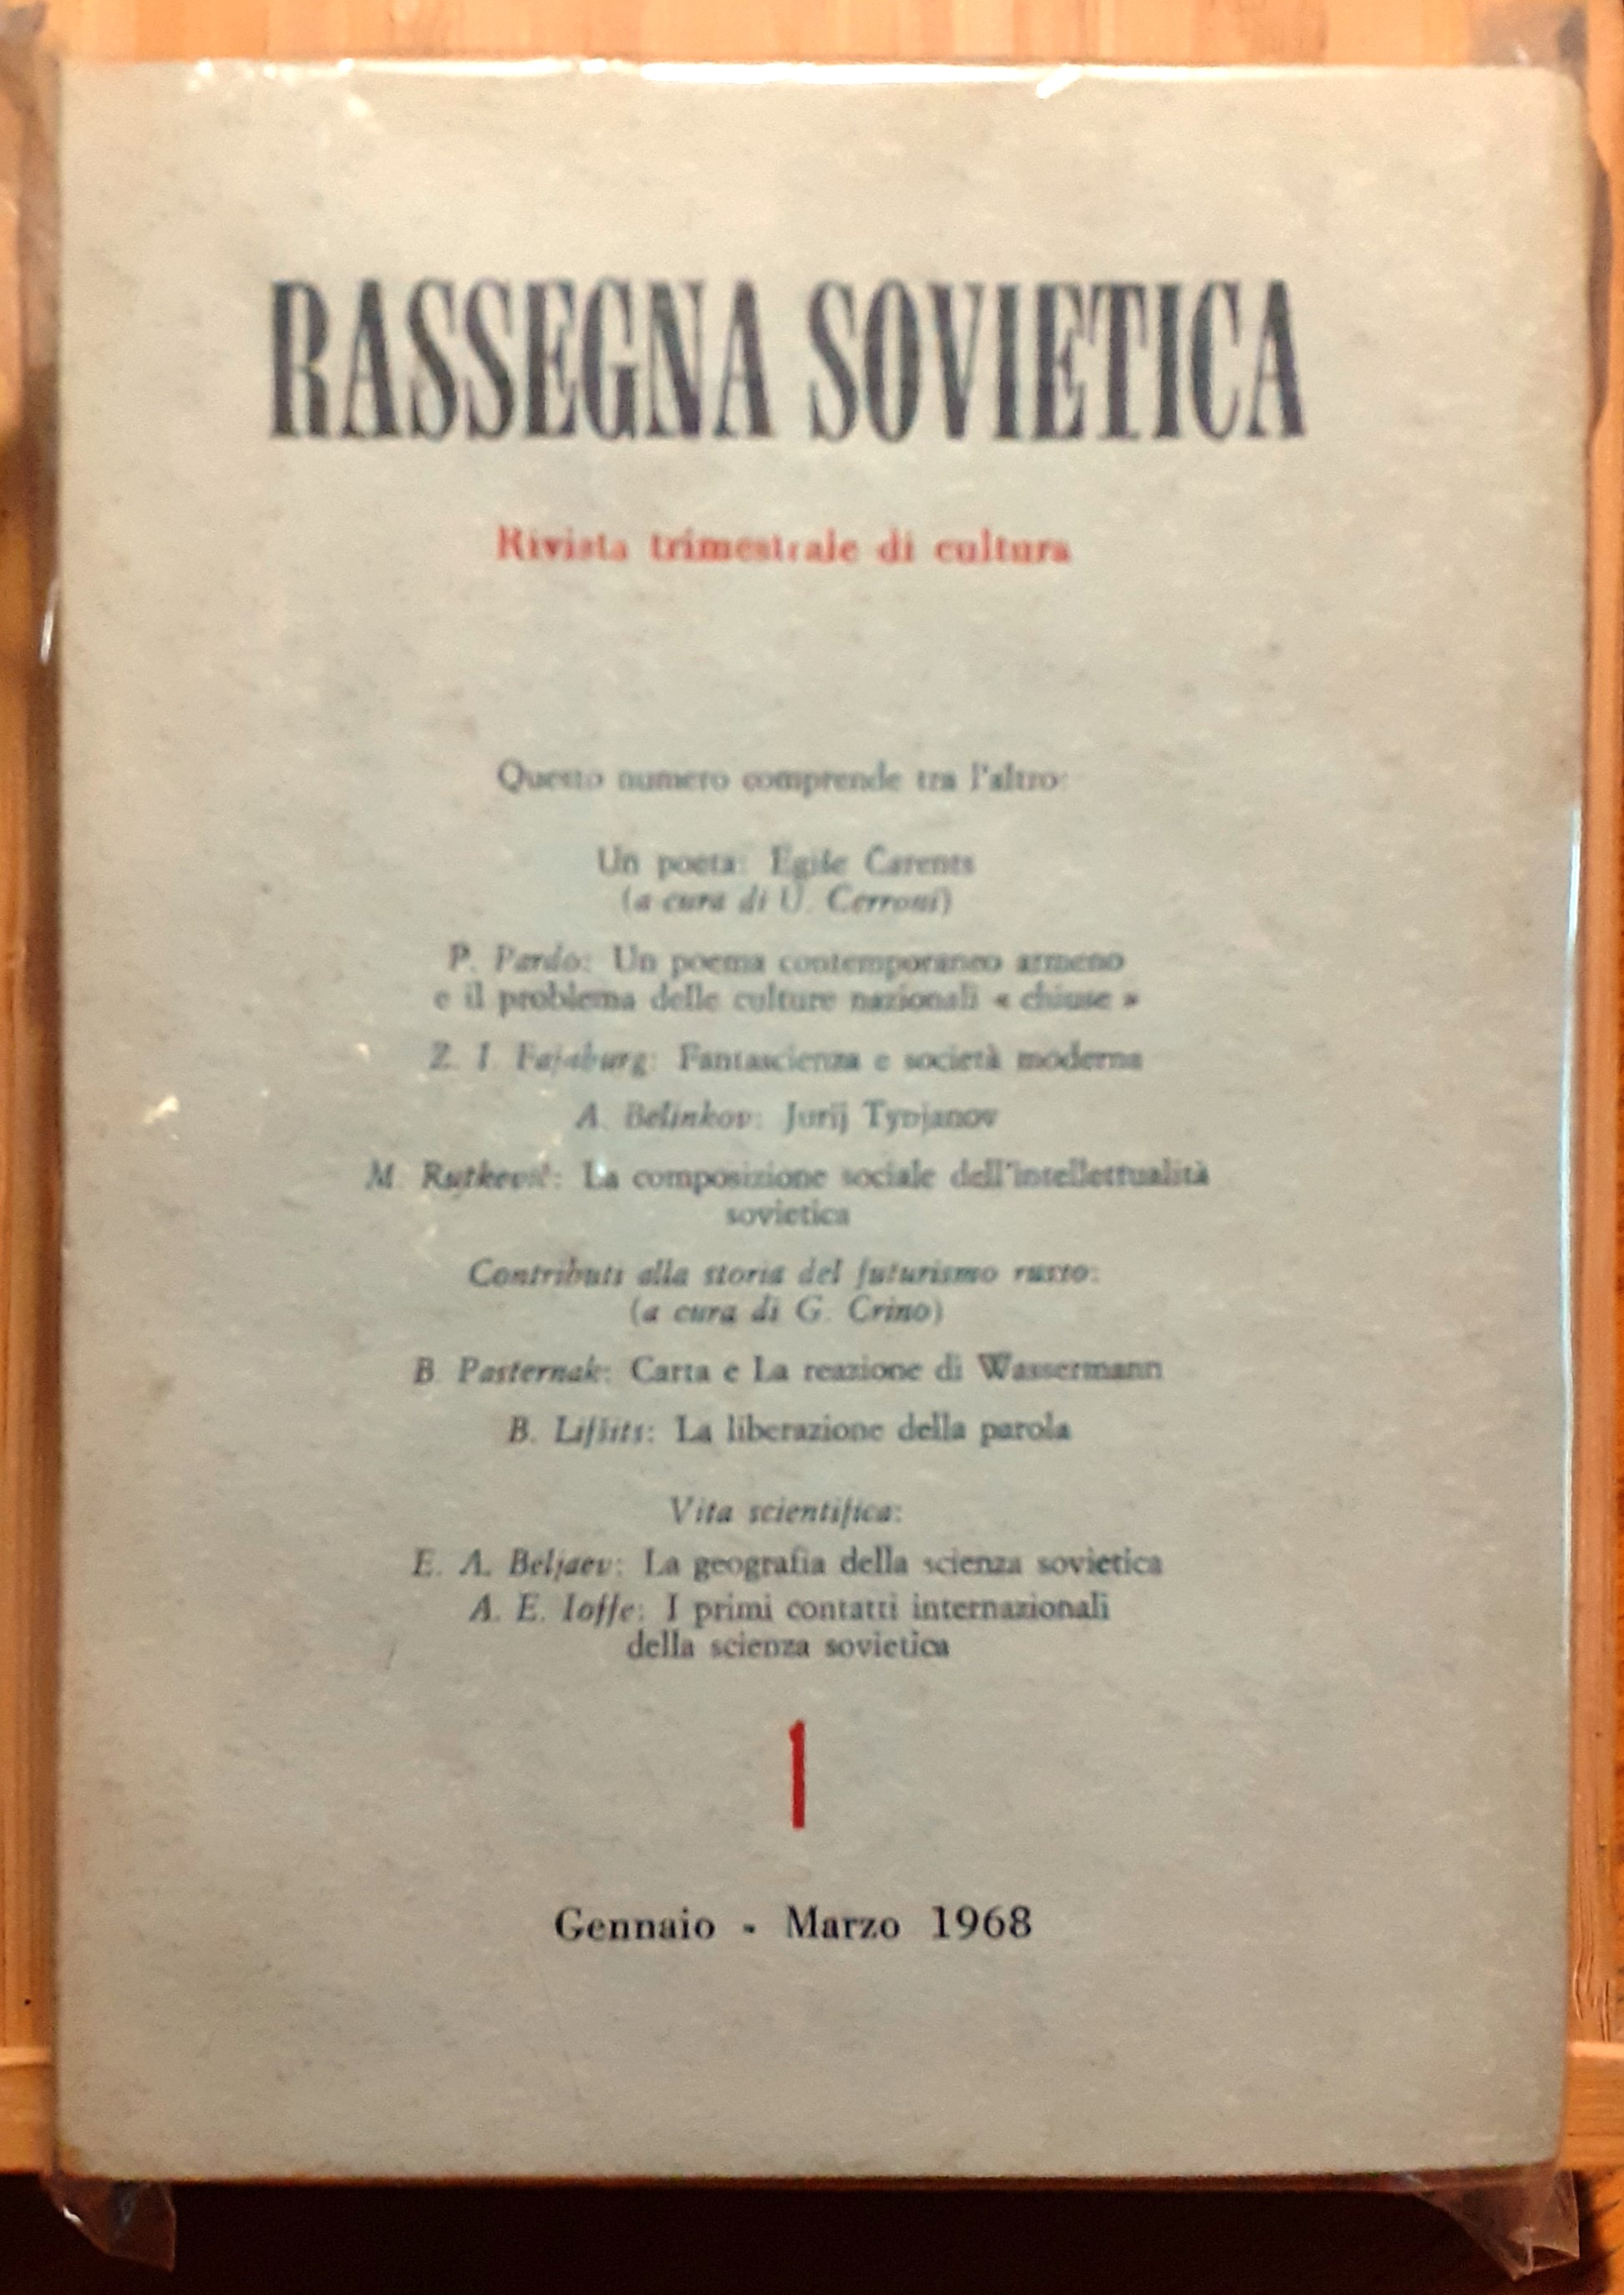 RASSEGNA SOVIETICA
Rivista trimestrale di cultura
Questo numero comprende tra l'altro:
Un poeta: Egiše Čarents
(a cura di U. Cerroni)
P. Pardo: Un poema contemporaneo armeno
e il problema delle culture nazionali « chiuse »
Z. I. Fajnburg: Fantascienza e società moderna
A. Belinkov: Jurij Tynjanov
M. Rutkevič: La composizione sociale dell'intellettualità
sovietica
Contributi alla storia del futurismo russo:
(a cura di G. Crino)
B. Pasternak: Carta e La reazione di Wassermann
B. Lifšits: La liberazione della parola
Vita scientifica:
E. A. Beljaev: La geografia della scienza sovietica
A. E. Ioffe: I primi contatti internazionali
della scienza sovietica
1
Gennaio - Marzo 1968